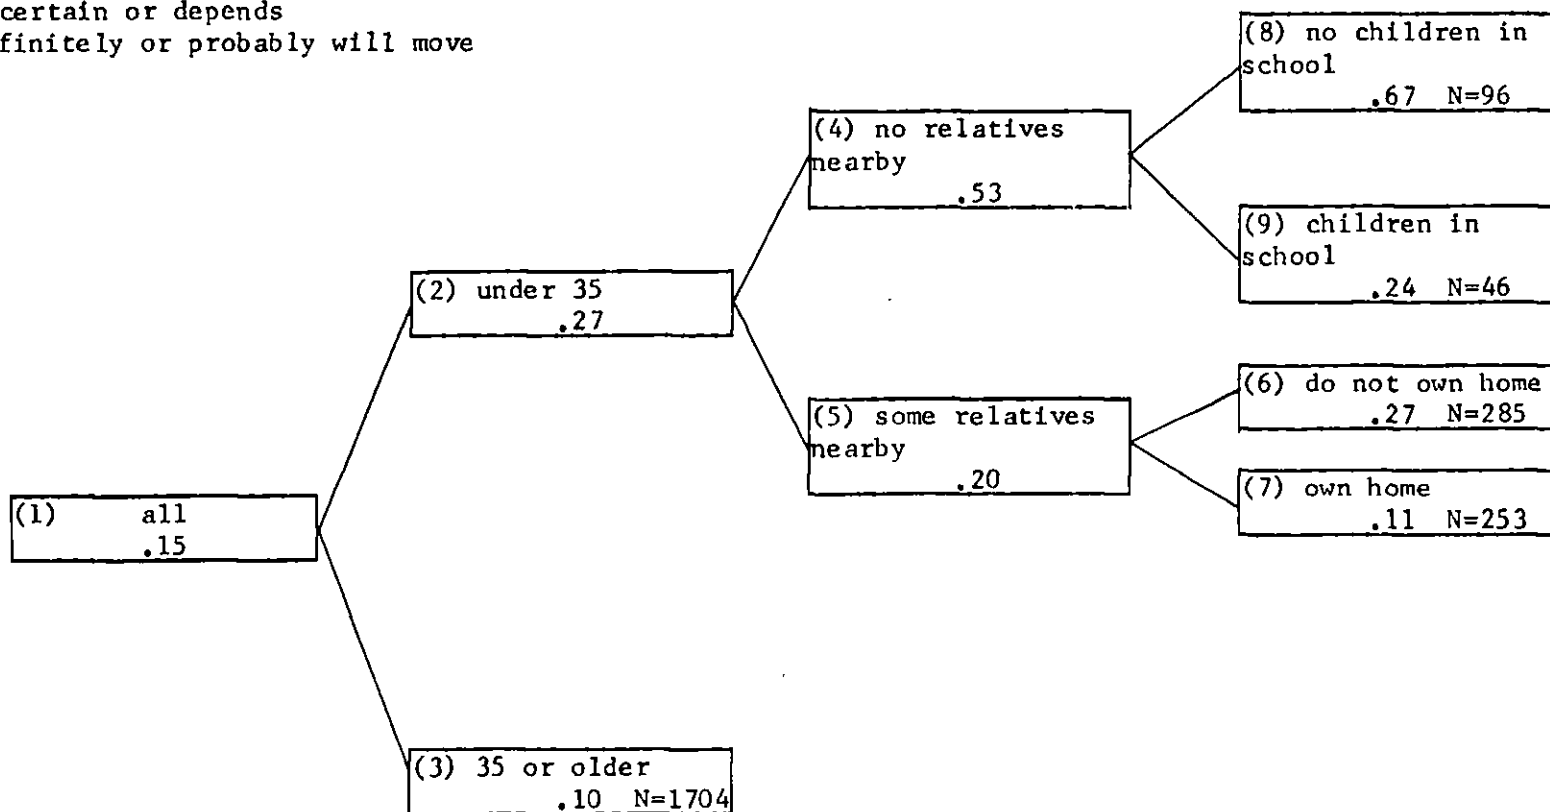 certain or depends
finitely or probably will move
(8) no children in
school
.67 N=96
(4) no relatives
nearby
.53
(9) children in
school
.24 N=46
(2) under 35
.27
(6) do not own home
.27 N=285
(5) some relatives
nearby
.20
(7) own home
.11 N=253
(1) all
.15
(3) 35 or older
.10 N=1704